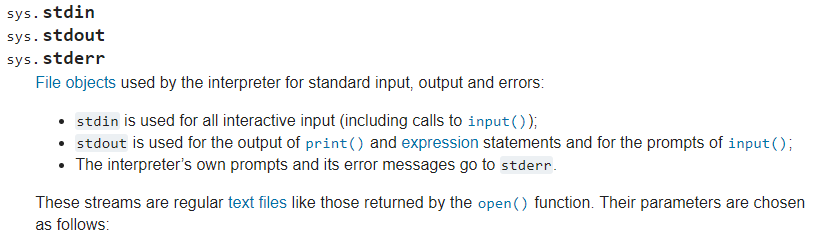 sys.stdin
sys.stdout
sys.stderr
File objects used by the interpreter for standard input, output and errors:
• stdin is used for all interactive input (including calls to input());
• stdout is used for the output of print() and expression statements and for the prompts of input();
• The interpreter’s own prompts and its error messages go to stderr.
These streams are regular text files like those returned by the open() function. Their parameters are chosen
as follows: